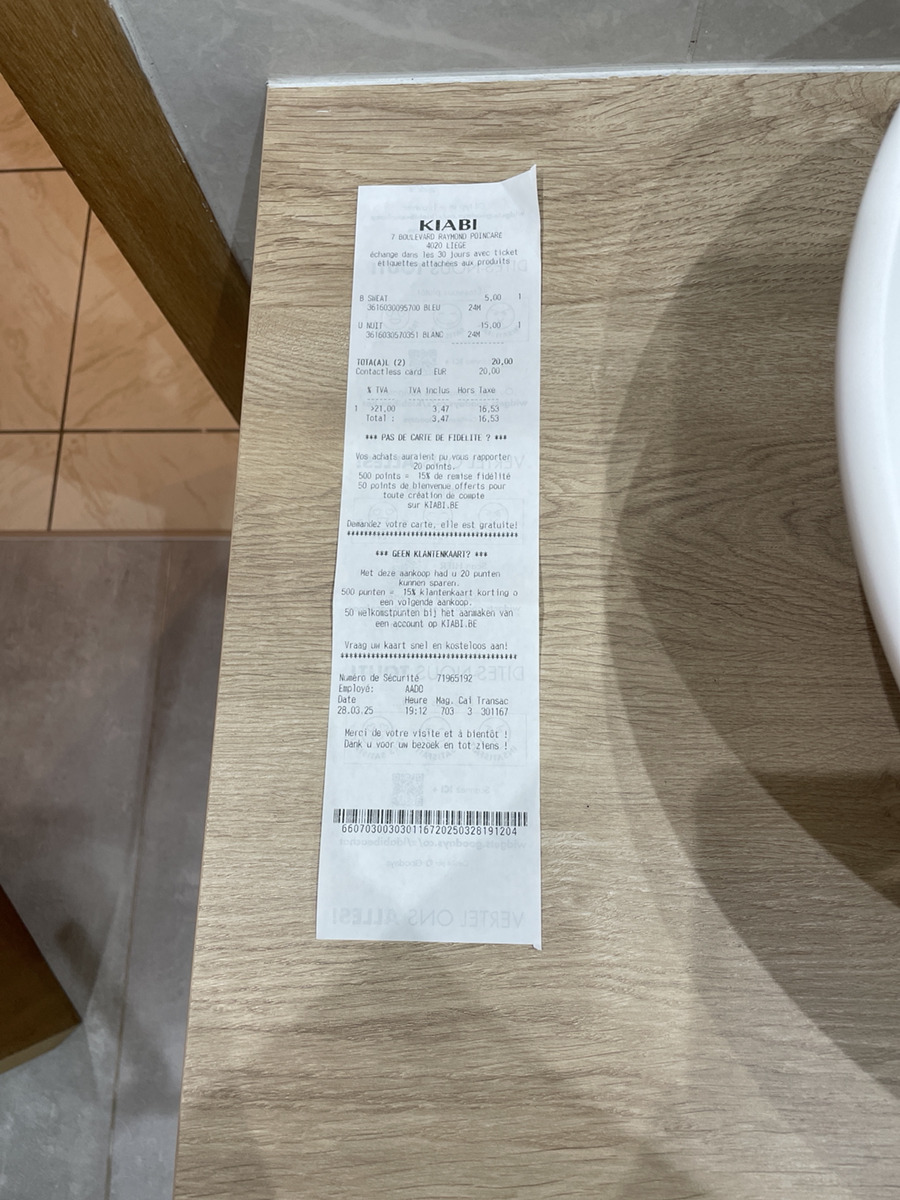 KIABI
7 BOULEVARD RAYMOND POINCARE
4020 LIEGE
échange dans les 30 jours avec ticket
étiquettes attachées aux produits
B SWEAT 5,00 1
3616030095700 BLEU 24M
U NUIT 15,00 1
3616030570351 BLANC 24M
------------
TOTA(A)L (2) 20,00
Contactless card EUR 20,00
% TVA TVA Inclus Hors Taxe
1 >21,00 3,47 16,53
Total : 3,47 16,53
*** PAS DE CARTE DE FIDELITE ? ***
Vos achats auraient pu vous rapporter
20 points.
500 points = 15% de remise fidélité
50 points de bienvenue offerts pour
toute création de compte
sur KIABI.BE
Demandez votre carte, elle est gratuite!
*** GEEN KLANTENKAART? ***
Met deze aankoop had u 20 punten
kunnen sparen.
500 punten = 15% klantenkaart korting o
een volgende aankoop.
50 welkomstpunten bij het aanmaken van
een account op KIABI.BE
Vraag uw kaart snel en kosteloos aan!
Numéro de Sécurité 71965192
Employé: AADO
Date Heure Mag. Cai Transac
28.03.25 19:12 703 3 301167
Merci de votre visite et à bientôt !
Dank u voor uw bezoek en tot ziens !
660703003030116720250328191204